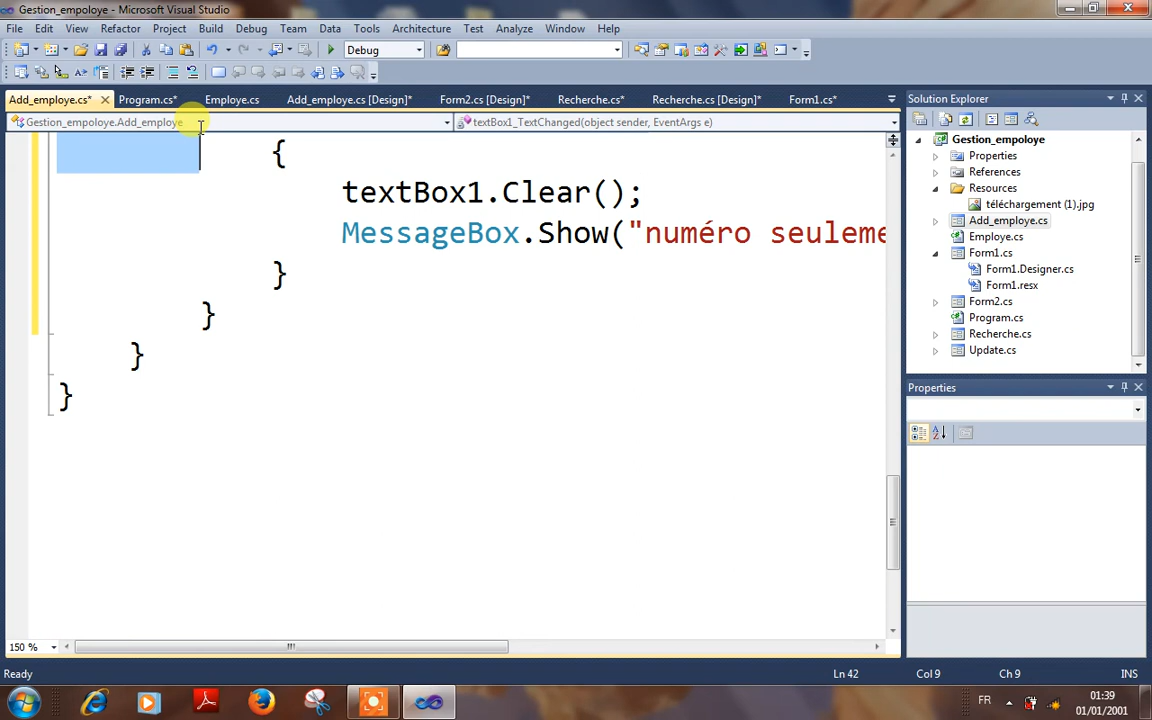 Gestion_empoloye - Microsoft Visual Studio
File Edit View Refactor Project Build Debug Team Data Tools Architecture Test Analyze Window Help
Debug
Add_employe.cs* Program.cs* Employe.cs Add_employe.cs [Design]* Form2.cs [Design]* Recherche.cs* Recherche.cs [Design]* Form1.cs*
Gestion_empoloye.Add_employe textBox1_TextChanged(object sender, EventArgs e)
{
textBox1.Clear();
MessageBox.Show("numéro seuleme
}
}
}
}
150 %
Solution Explorer
Gestion_empoloye
Properties
References
Resources
téléchargement (1).jpg
Add_employe.cs
Employe.cs
Form1.cs
Form1.Designer.cs
Form1.resx
Form2.cs
Program.cs
Recherche.cs
Update.cs
Properties
Ready Ln 42 Col 9 Ch 9 INS
FR 01:39
01/01/2001